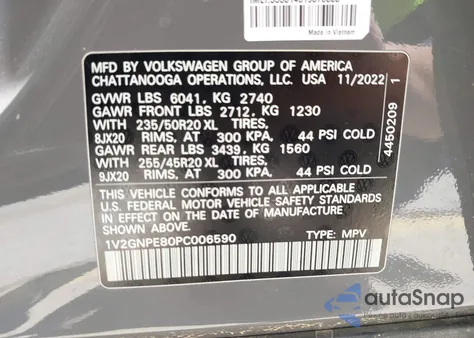 Made in Vietnam
MFD. BY VOLKSWAGEN GROUP OF AMERICA
CHATTANOOGA OPERATIONS, LLC. USA 11/2022
GVWR LBS 6041, KG 2740
GAWR FRONT LBS 2712, KG 1230
WITH 235/50R20 XL TIRES,
8JX20 RIMS, AT 300 KPA, 44 PSI COLD
GAWR REAR LBS 3439, KG 1560
WITH 255/45R20 XL TIRES,
9JX20 RIMS, AT 300 KPA, 44 PSI COLD
THIS VEHICLE CONFORMS TO ALL APPLICABLE
U.S. FEDERAL MOTOR VEHICLE SAFETY STANDARDS
IN EFFECT ON THE DATE OF MANUFACTURE
SHOWN ABOVE.
1V2GNPE80PC006590 TYPE: MPV
4450209 1
autoSnap